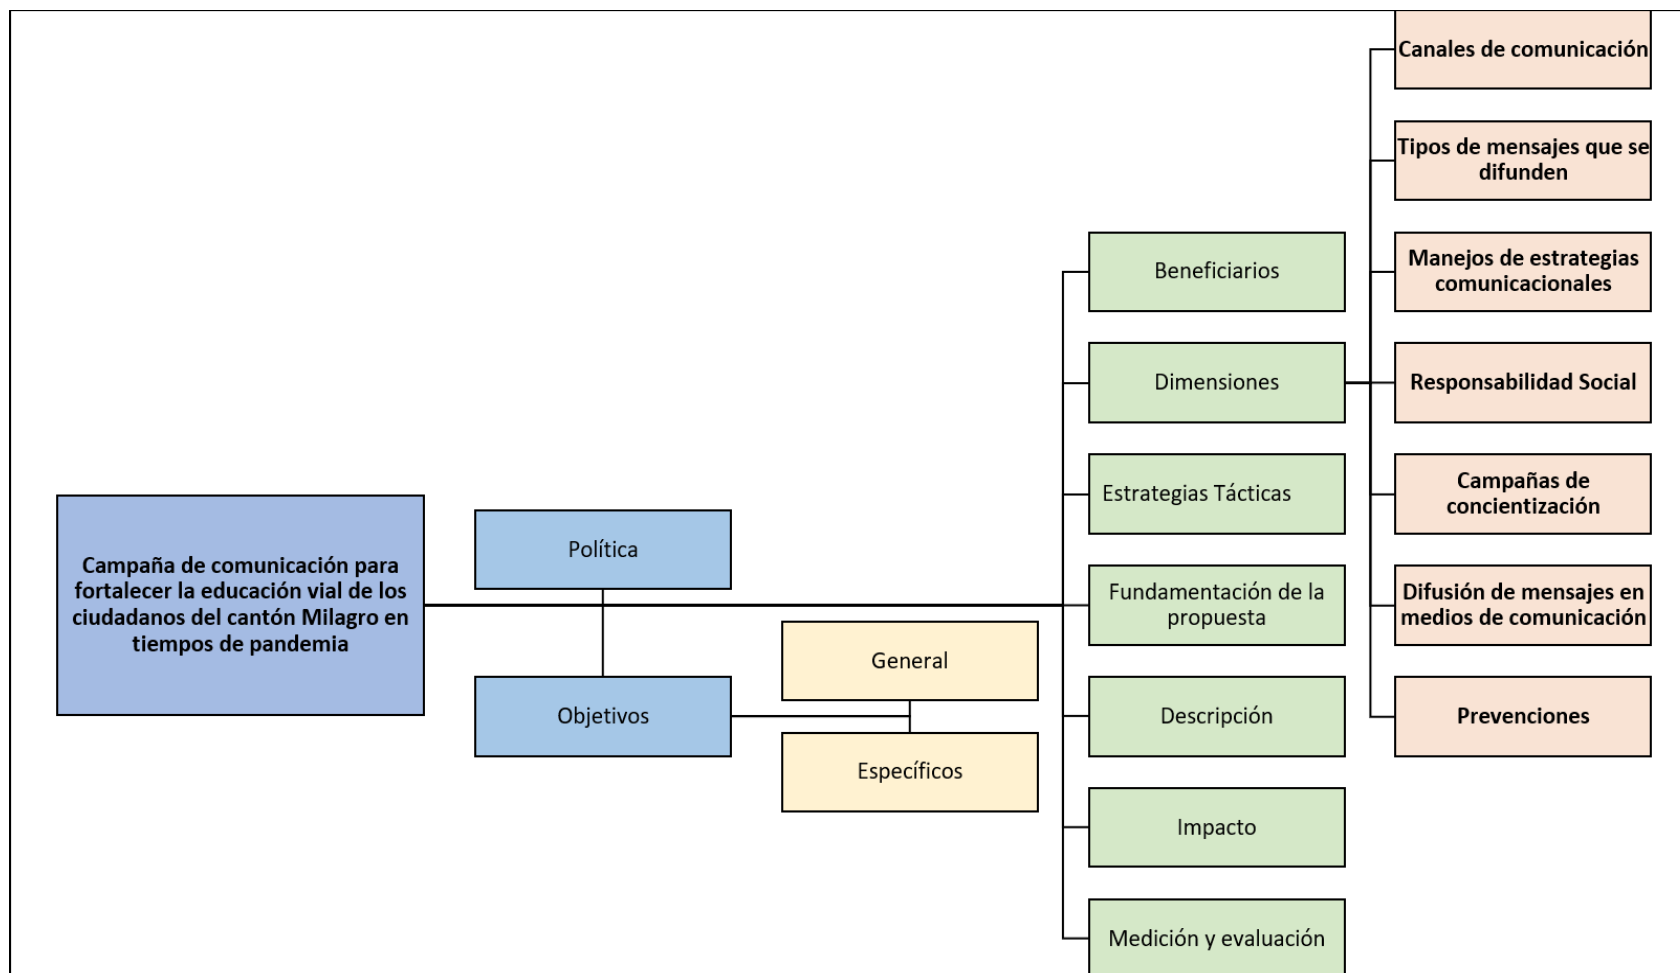 Campaña de comunicación para
fortalecer la educación vial de los
ciudadanos del cantón Milagro en
tiempos de pandemia
Política
Objetivos
General
Específicos
Beneficiarios
Dimensiones
Estrategias Tácticas
Fundamentación de la
propuesta
Descripción
Impacto
Medición y evaluación
Canales de comunicación
Tipos de mensajes que se
difunden
Manejos de estrategias
comunicacionales
Responsabilidad Social
Campañas de
concientización
Difusión de mensajes en
medios de comunicación
Prevenciones